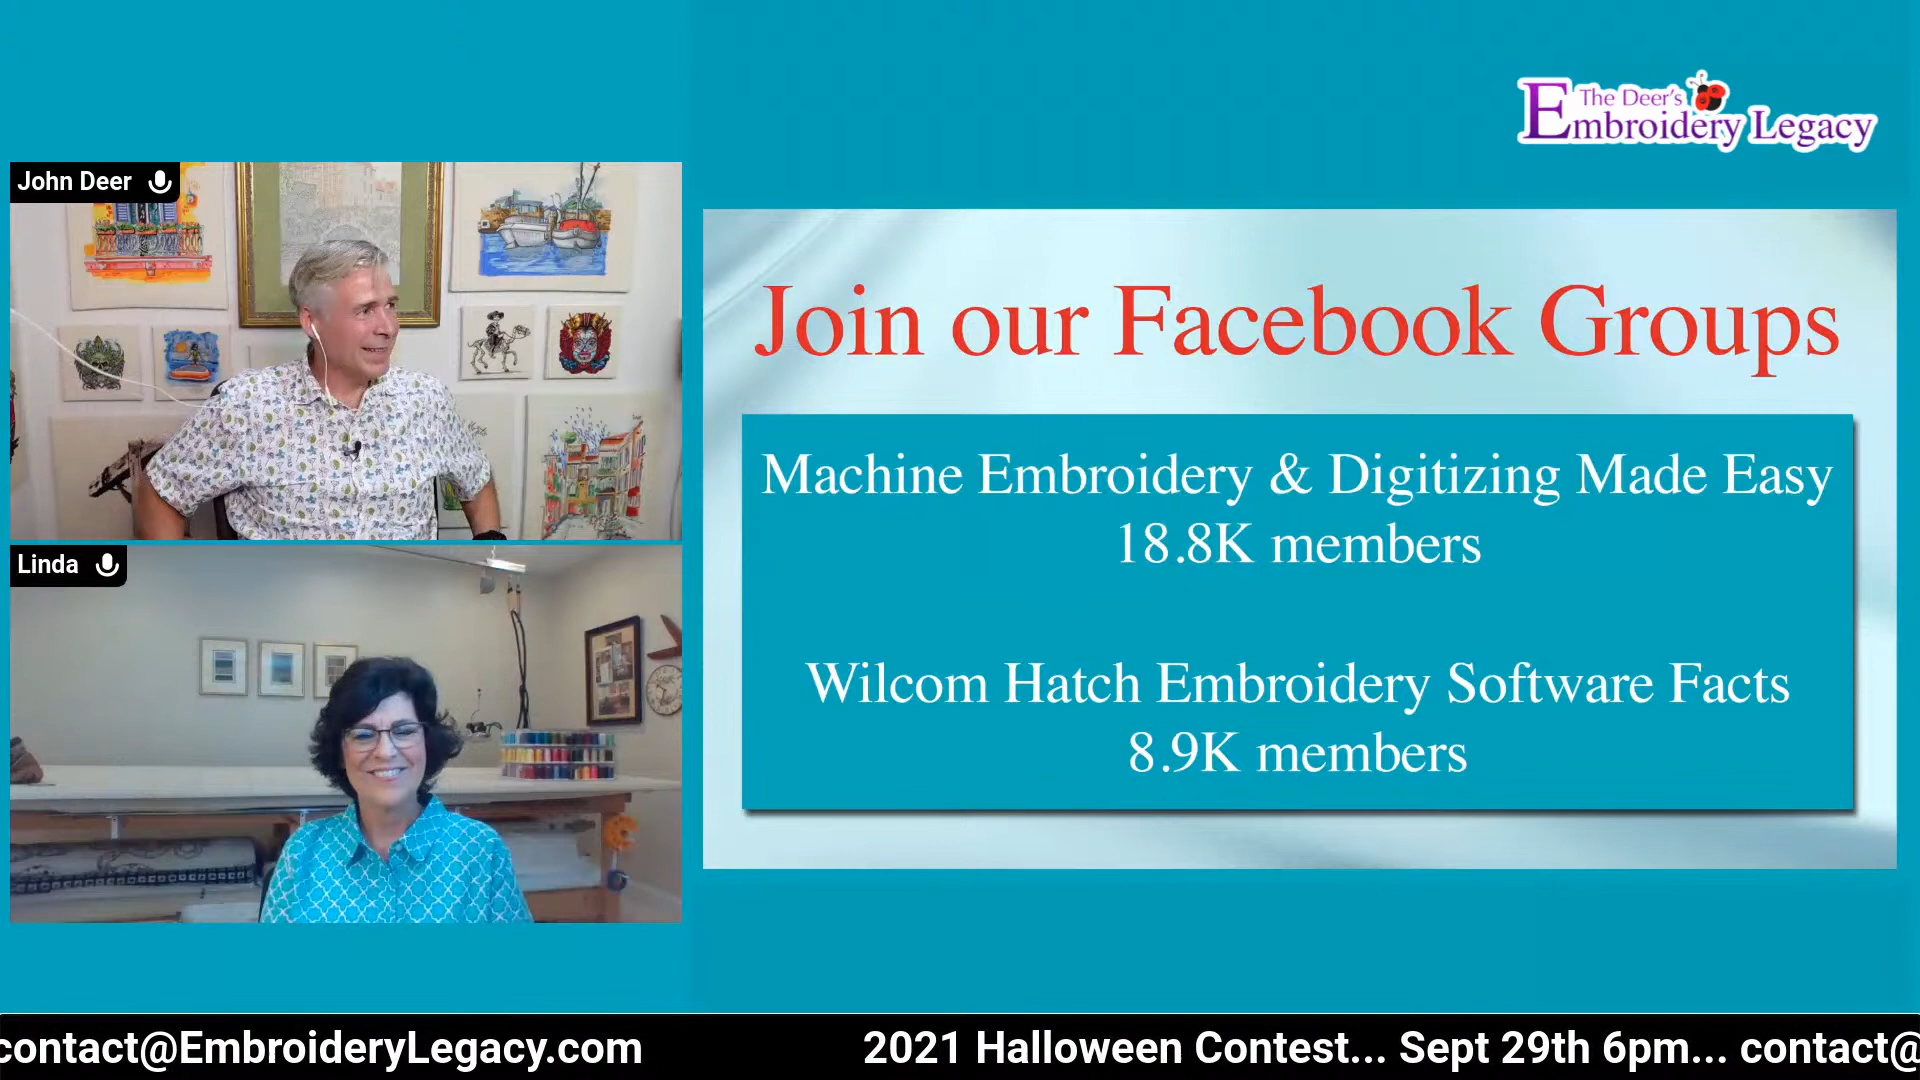 The Deer's
Embroidery Legacy
John Deer
Linda
Join our Facebook Groups
Machine Embroidery & Digitizing Made Easy
18.8K members
Wilcom Hatch Embroidery Software Facts
8.9K members
contact@EmbroideryLegacy.com 2021 Halloween Contest... Sept 29th 6pm... contact@